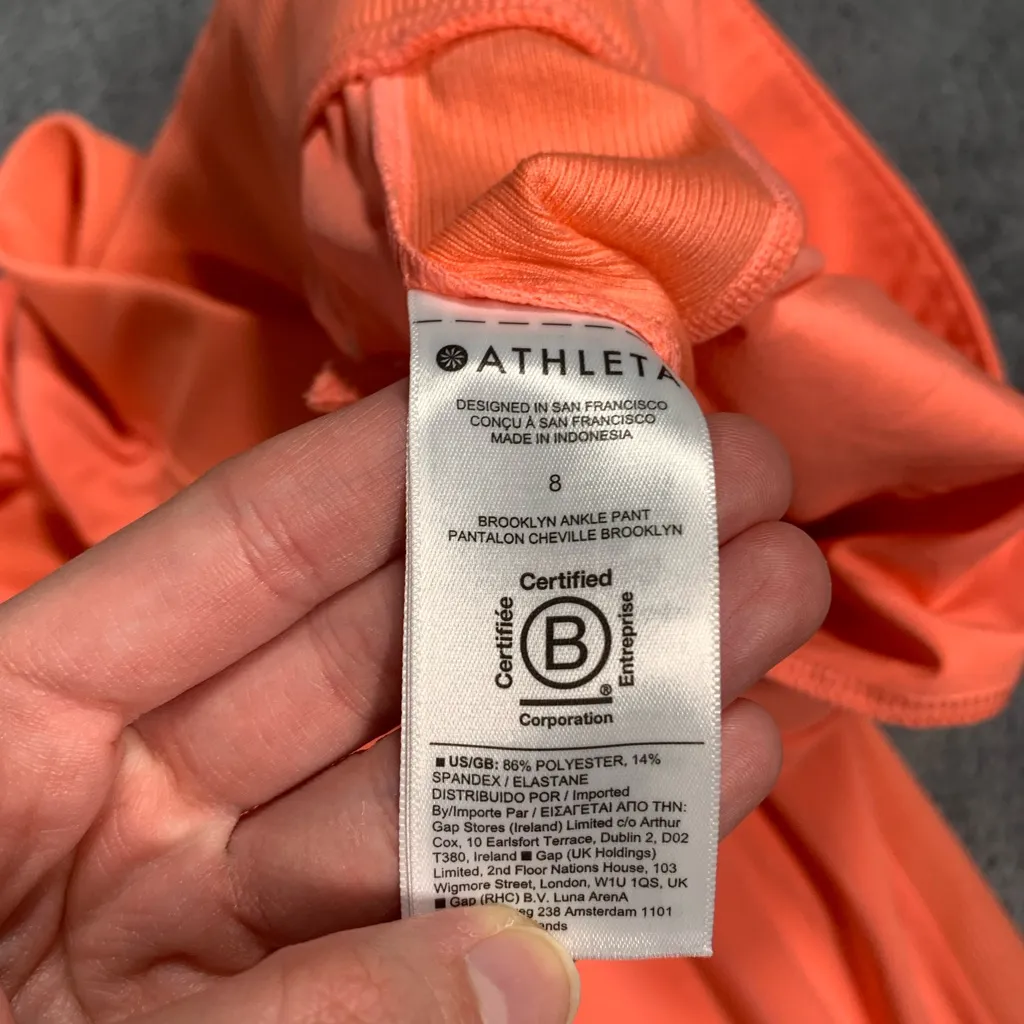 ATHLETA
DESIGNED IN SAN FRANCISCO
CONÇU À SAN FRANCISCO
MADE IN INDONESIA
8
BROOKLYN ANKLE PANT
PANTALON CHEVILLE BROOKLYN
Certified
Certifiée
B
Entreprise
®
Corporation
■ US/GB: 86% POLYESTER, 14%
SPANDEX / ELASTANE
DISTRIBUIDO POR / Imported
By/Importe Par / ΕΙΣΑΓΕΤΑΙ ΑΠΟ ΤΗΝ:
Gap Stores (Ireland) Limited c/o Arthur
Cox, 10 Earlsfort Terrace, Dublin 2, D02
T380, Ireland ■ Gap (UK Holdings)
Limited, 2nd Floor Nations House, 103
Wigmore Street, London, W1U 1QS, UK
■ Gap (RHC) B.V. Luna ArenA
238 Amsterdam 1101